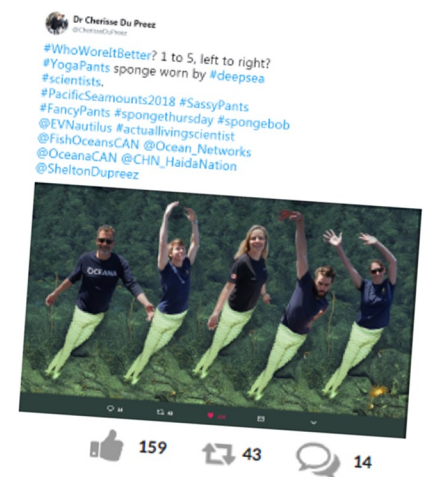 Dr Cherisse Du Preez
@CherisseDuPreez
#WhoWoreItBetter? 1 to 5, left to right?
#YogaPants sponge worn by #deepsea
#scientists.
#PacificSeamounts2018 #SassyPants
#FancyPants #spongethursday #spongebob
@EVNautilus #actuallivingscientist
@FishOceansCAN @Ocean_Networks
@OceanaCAN @CHN_HaidaNation
@SheltonDupreez
OCEANA
159 43 14